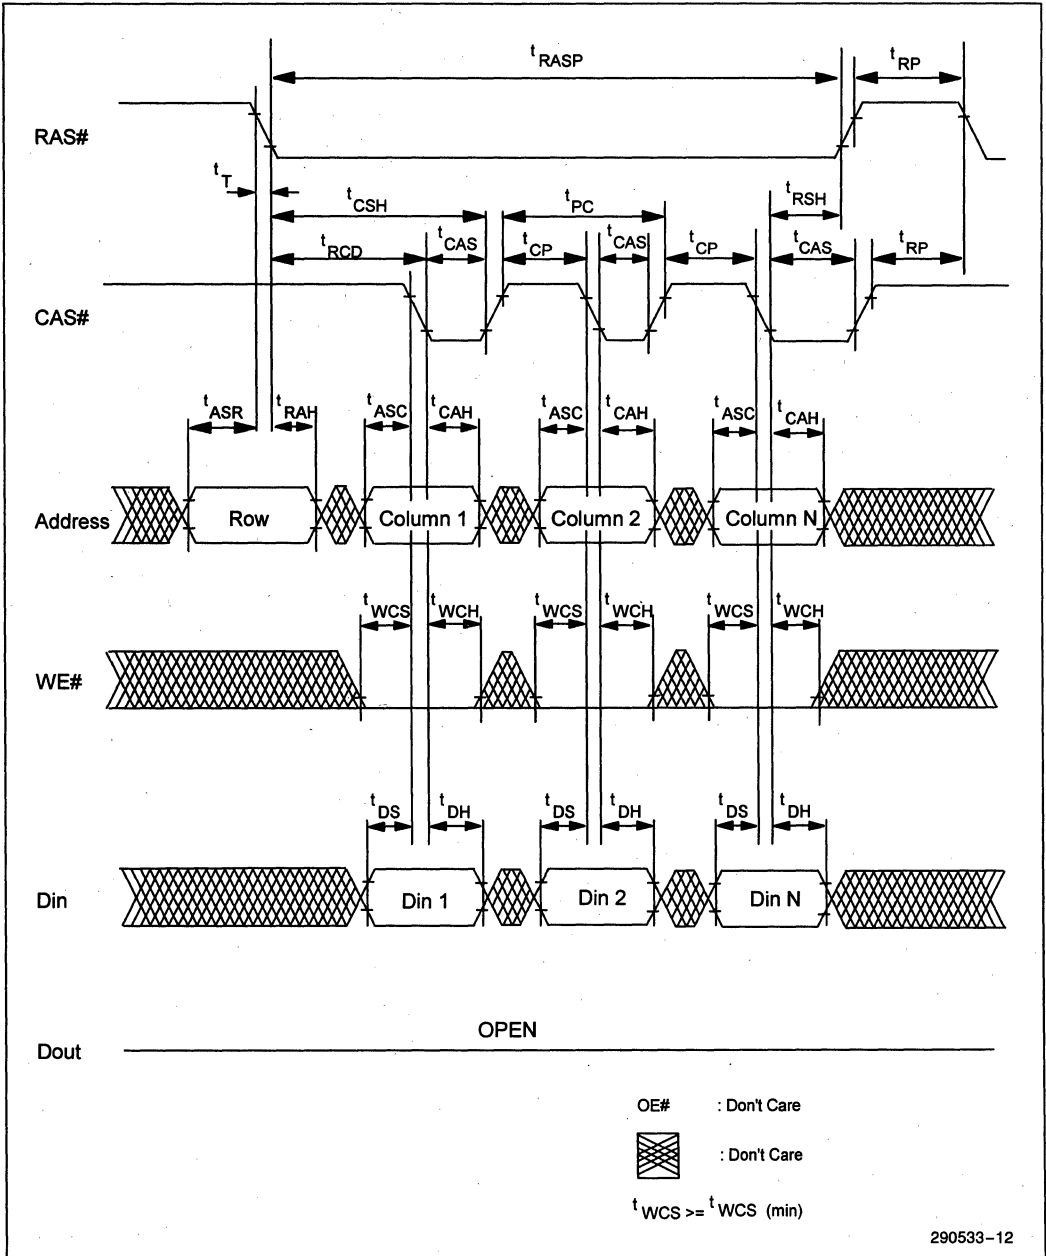 tRASP tRP
RAS#
tT
tCSH tPC tRSH
tRCD tCAS tCP tCAS tCP tCAS tRP
CAS#
tASR tRAH tASC tCAH tASC tCAH tASC tCAH
Address Row Column 1 Column 2 Column N
tWCS tWCH tWCS tWCH tWCS tWCH
WE#
tDS tDH tDS tDH tDS tDH
Din Din 1 Din 2 Din N
OPEN
Dout
OE# : Don't Care
: Don't Care
tWCS >= tWCS (min)
290533-12